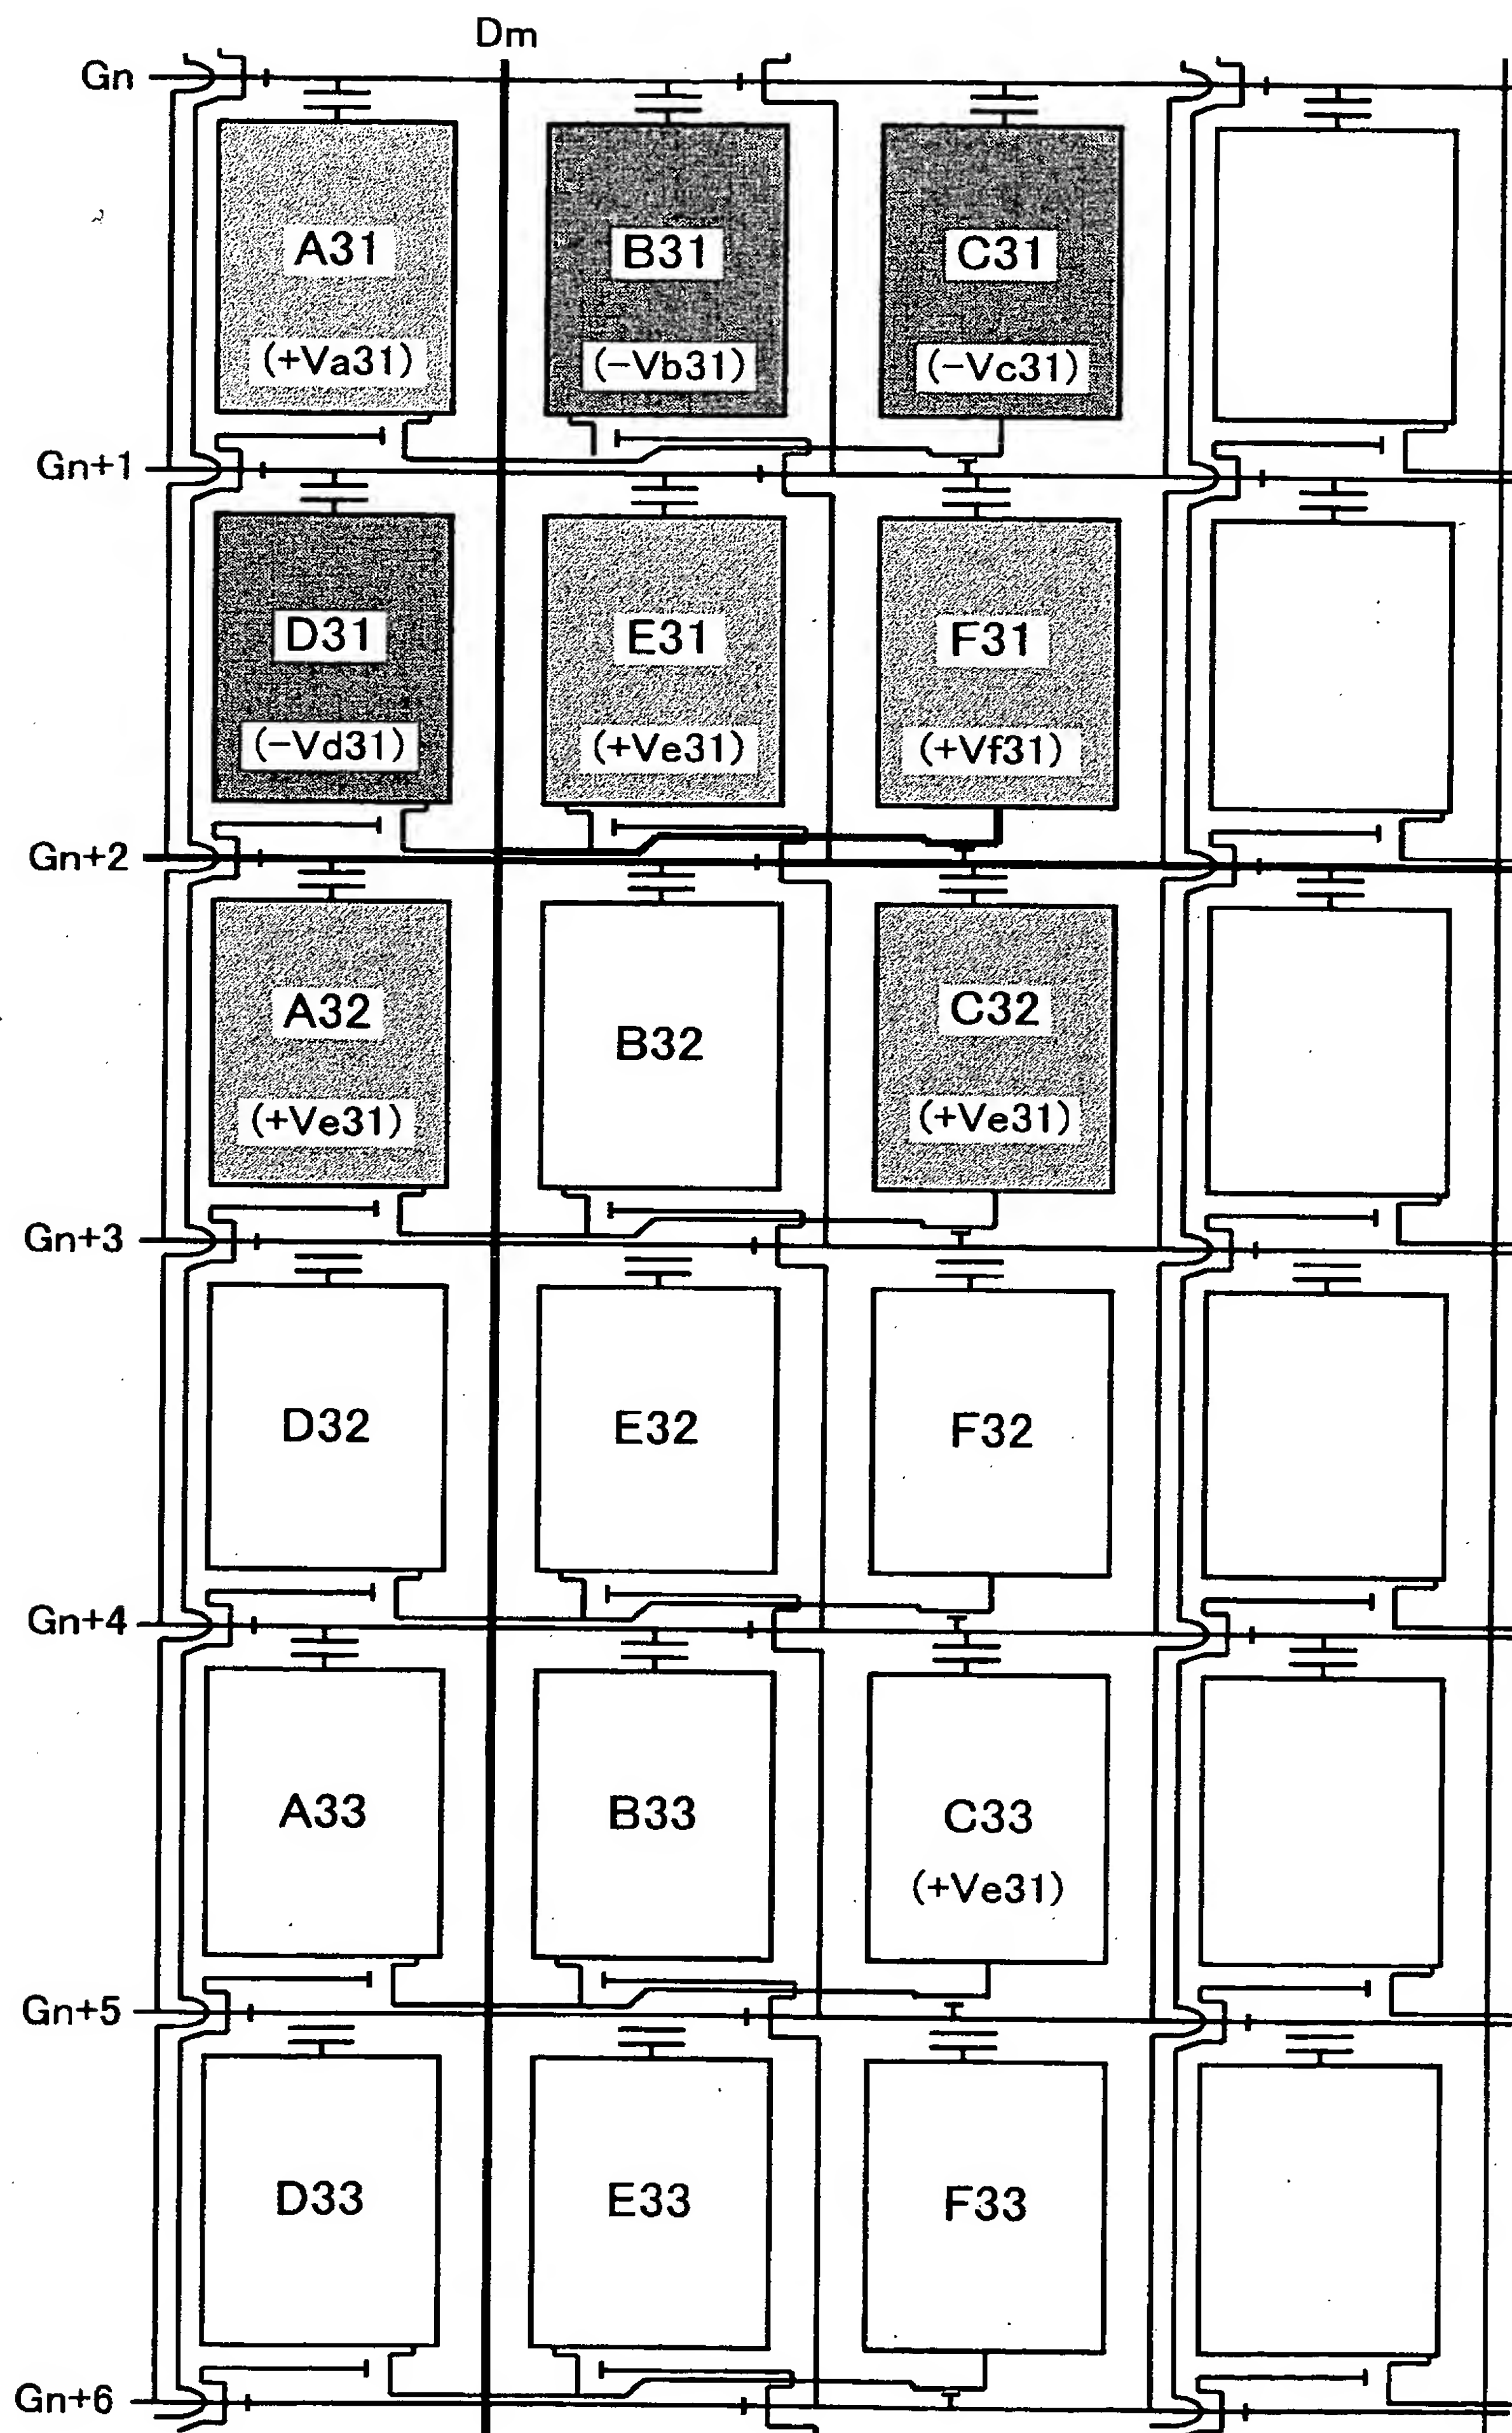 Dm
Gn
A31 B31 C31
(+Va31) (-Vb31) (-Vc31)
Gn+1
D31 E31 F31
(-Vd31) (+Ve31) (+Vf31)
Gn+2
A32 B32 C32
(+Ve31) (+Ve31)
Gn+3
D32 E32 F32
Gn+4
A33 B33 C33
(+Ve31)
Gn+5
D33 E33 F33
Gn+6